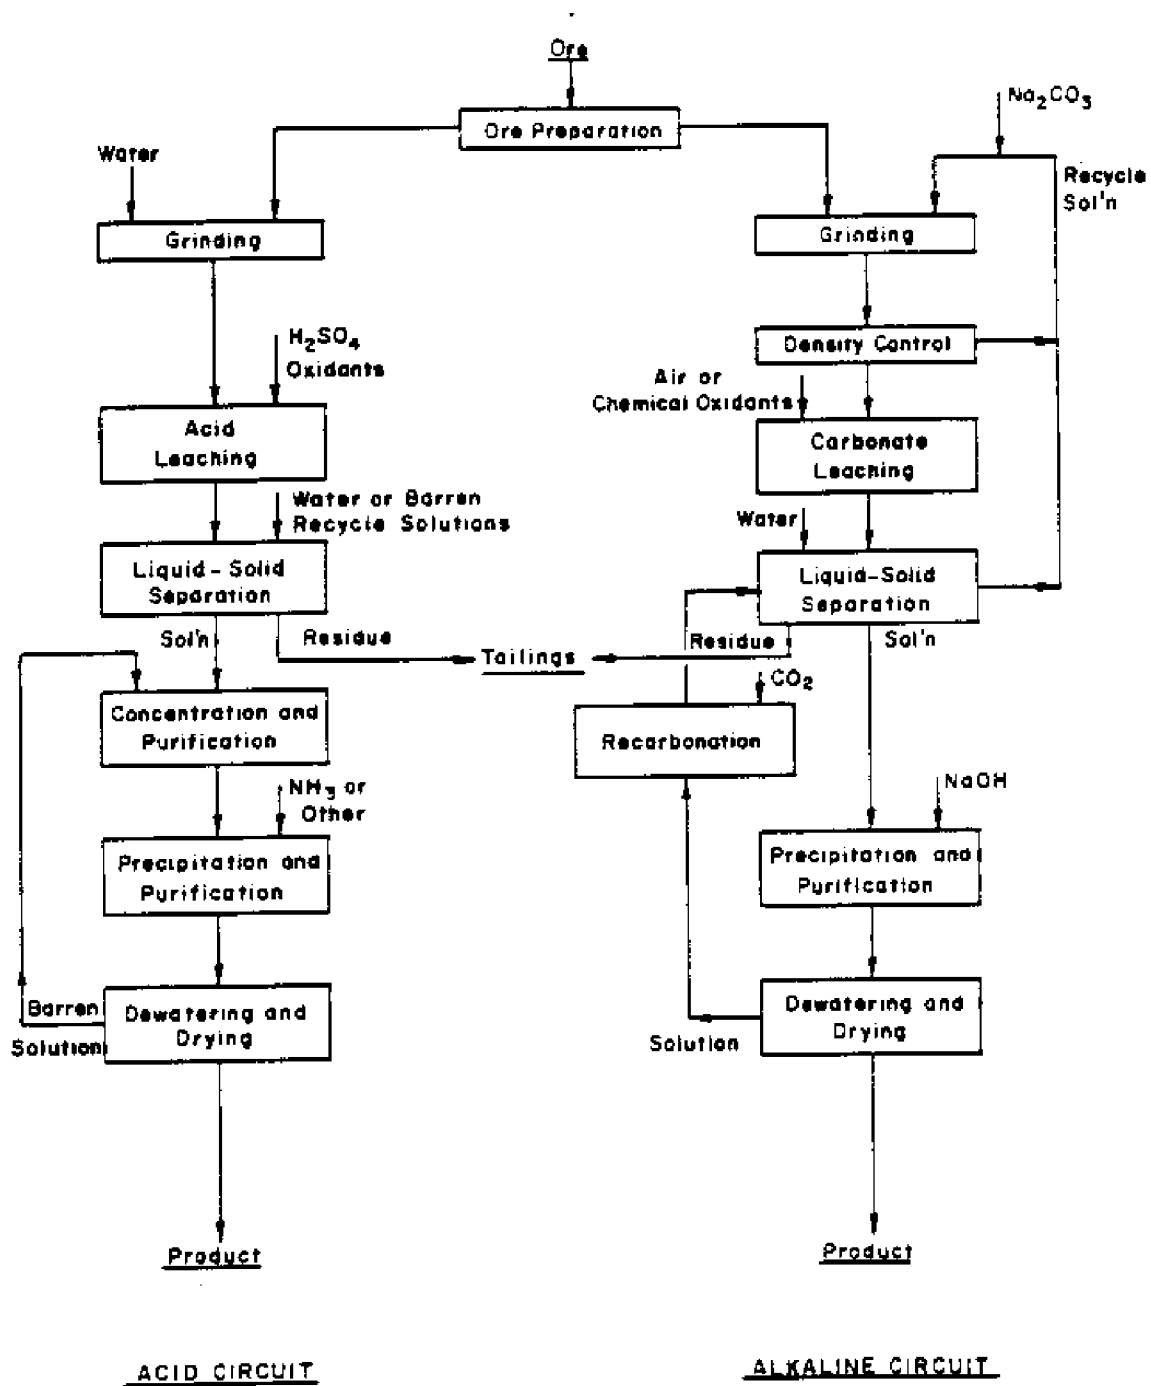 Ore
Ore Preparation
Na2CO3
Water
Recycle
Sol'n
Grinding
Grinding
H2SO4
Oxidants
Density Control
Air or
Chemical Oxidants
Acid
Leaching
Carbonate
Leaching
Water or Barren
Recycle Solutions
Water
Liquid-Solid
Separation
Liquid-Solid
Separation
Sol'n
Residue
Tailings
Residue
Sol'n
CO2
Concentration and
Purification
Recarbonation
NH3 or
Other
NaOH
Precipitation and
Purification
Precipitation and
Purification
Barren
Solution
Dewatering and
Drying
Dewatering and
Drying
Solution
Product
Product
ACID CIRCUIT
ALKALINE CIRCUIT